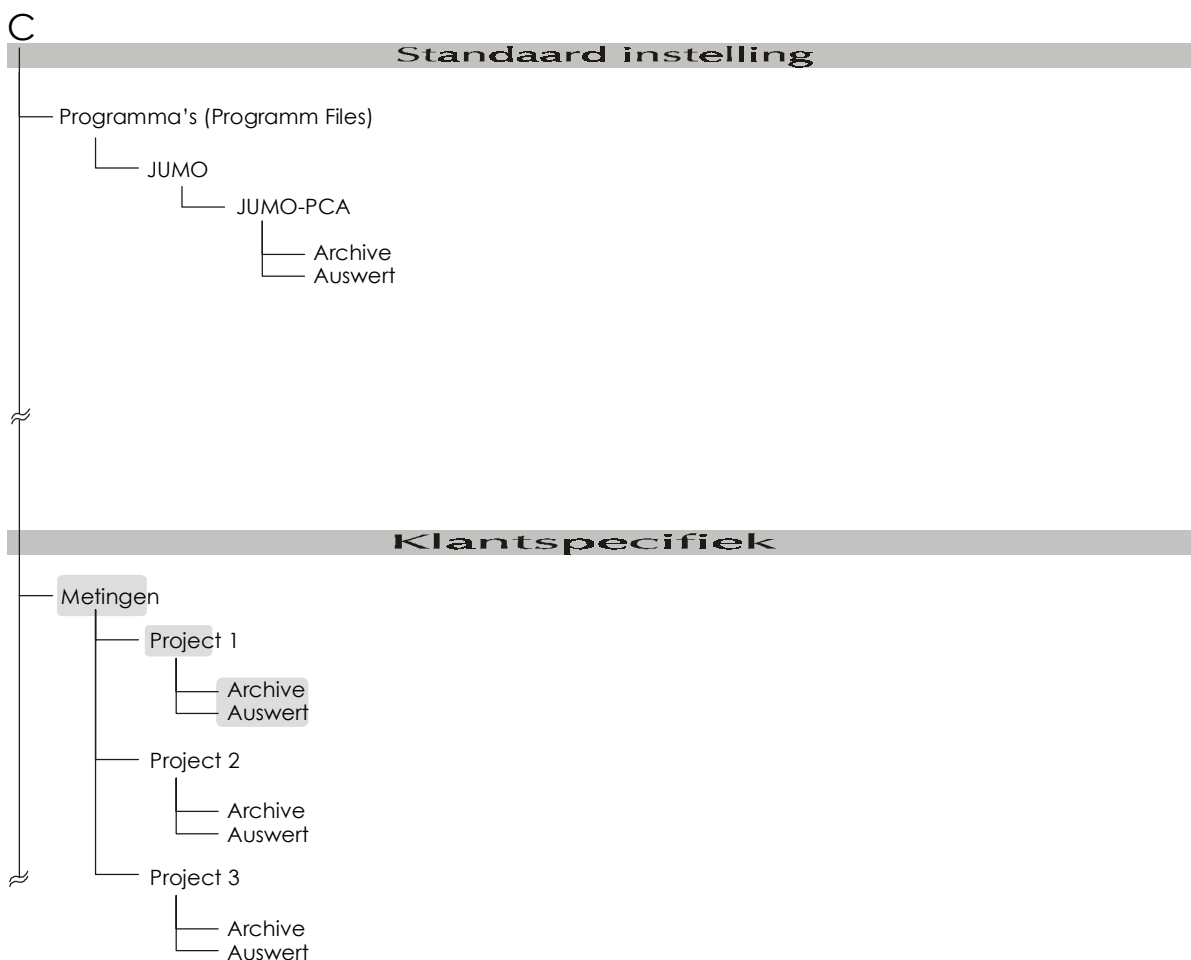 C
Standaard instelling
Programma's (Programm Files)
JUMO
JUMO-PCA
Archive
Auswert
Klantspecifiek
Metingen
Project 1
Archive
Auswert
Project 2
Archive
Auswert
Project 3
Archive
Auswert